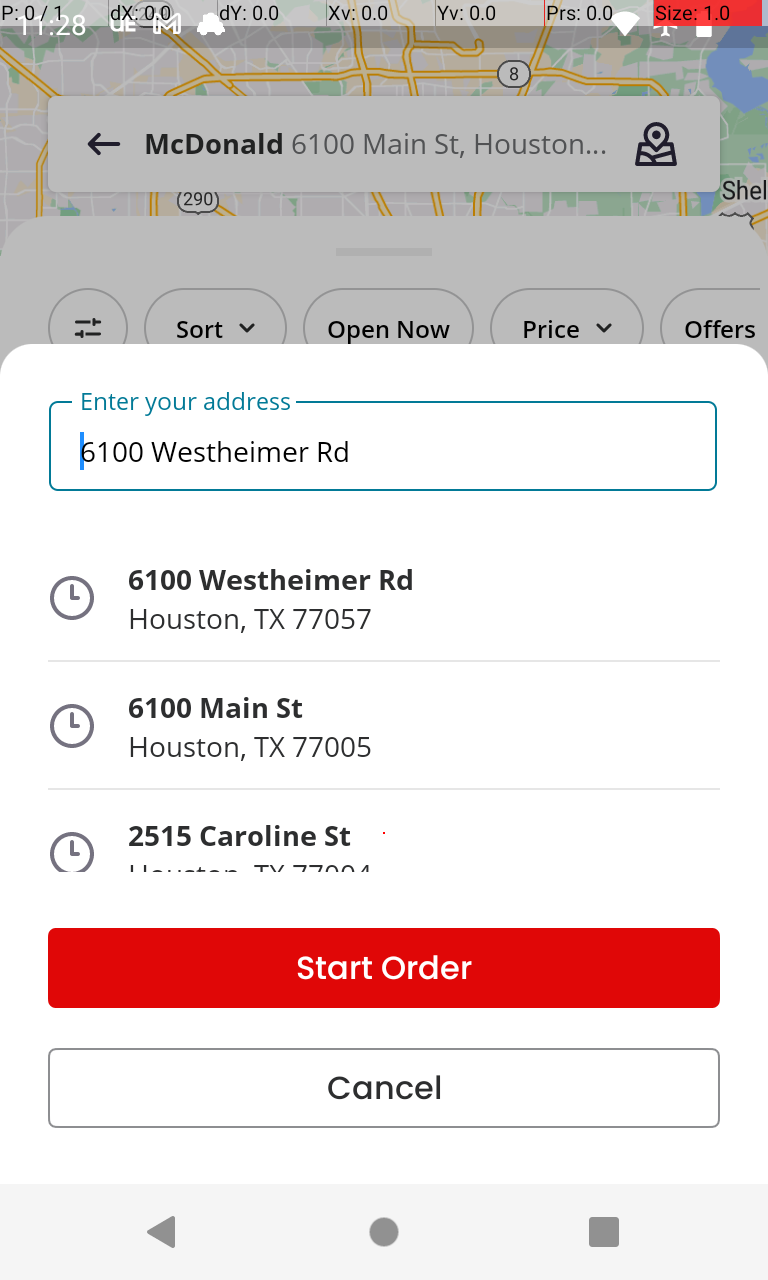 P: 0 / 1 dX: 0.0 dY: 0.0 Xv: 0.0 Yv: 0.0 Prs: 0.0 Size: 1.0
11:28
8
McDonald 6100 Main St, Houston...
290
Shel
Sort Open Now Price Offers
Enter your address
6100 Westheimer Rd
6100 Westheimer Rd
Houston, TX 77057
6100 Main St
Houston, TX 77005
2515 Caroline St
Houston, TX 77004
Start Order
Cancel